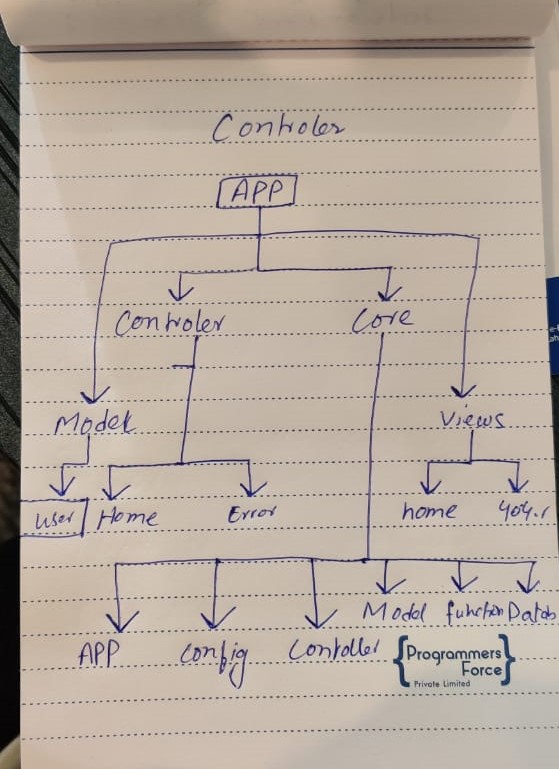 Controler
APP
Controler Core
Model Views
user Home Error home 404.
Model function Datab
APP Config Controller
Programmers
Force
Private Limited